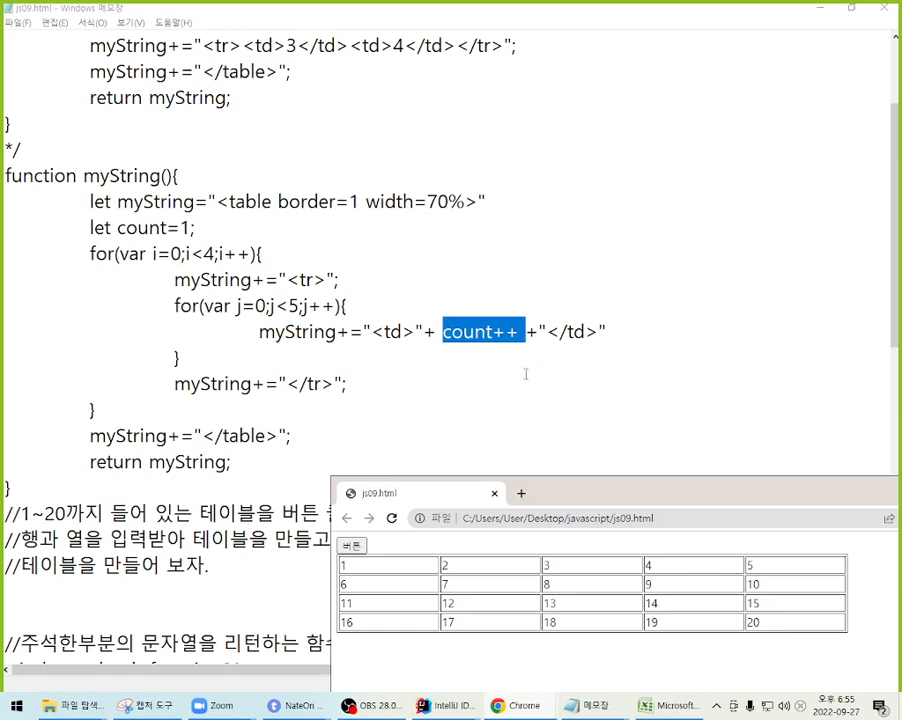 js09.html - Windows 메모장
파일(F) 편집(E) 서식(O) 보기(V) 도움말(H)
myString+="<tr><td>3</td><td>4</td></tr>";
myString+="</table>";
return myString;
}
*/
function myString(){
let myString="<table border=1 width=70%>"
let count=1;
for(var i=0;i<4;i++){
myString+="<tr>";
for(var j=0;j<5;j++){
myString+="<td>"+ count++ +"</td>"
}
myString+="</tr>";
}
myString+="</table>";
return myString;
}
//1~20까지 들어 있는 테이블을 버튼
//행과 열을 입력받아 테이블을 만들고
//테이블을 만들어 보자.
//주석한부분의 문자열을 리턴하는
js09.html
파일 C:/Users/User/Desktop/javascript/js09.html
버튼
1 2 3 4 5
6 7 8 9 10
11 12 13 14 15
16 17 18 19 20
파일 탐색... 캡처 도구 Zoom NateOn ... OBS 28.0... IntelliJ ID... Chrome 메모장 Microsoft... 오후 6:55
2022-09-27
2